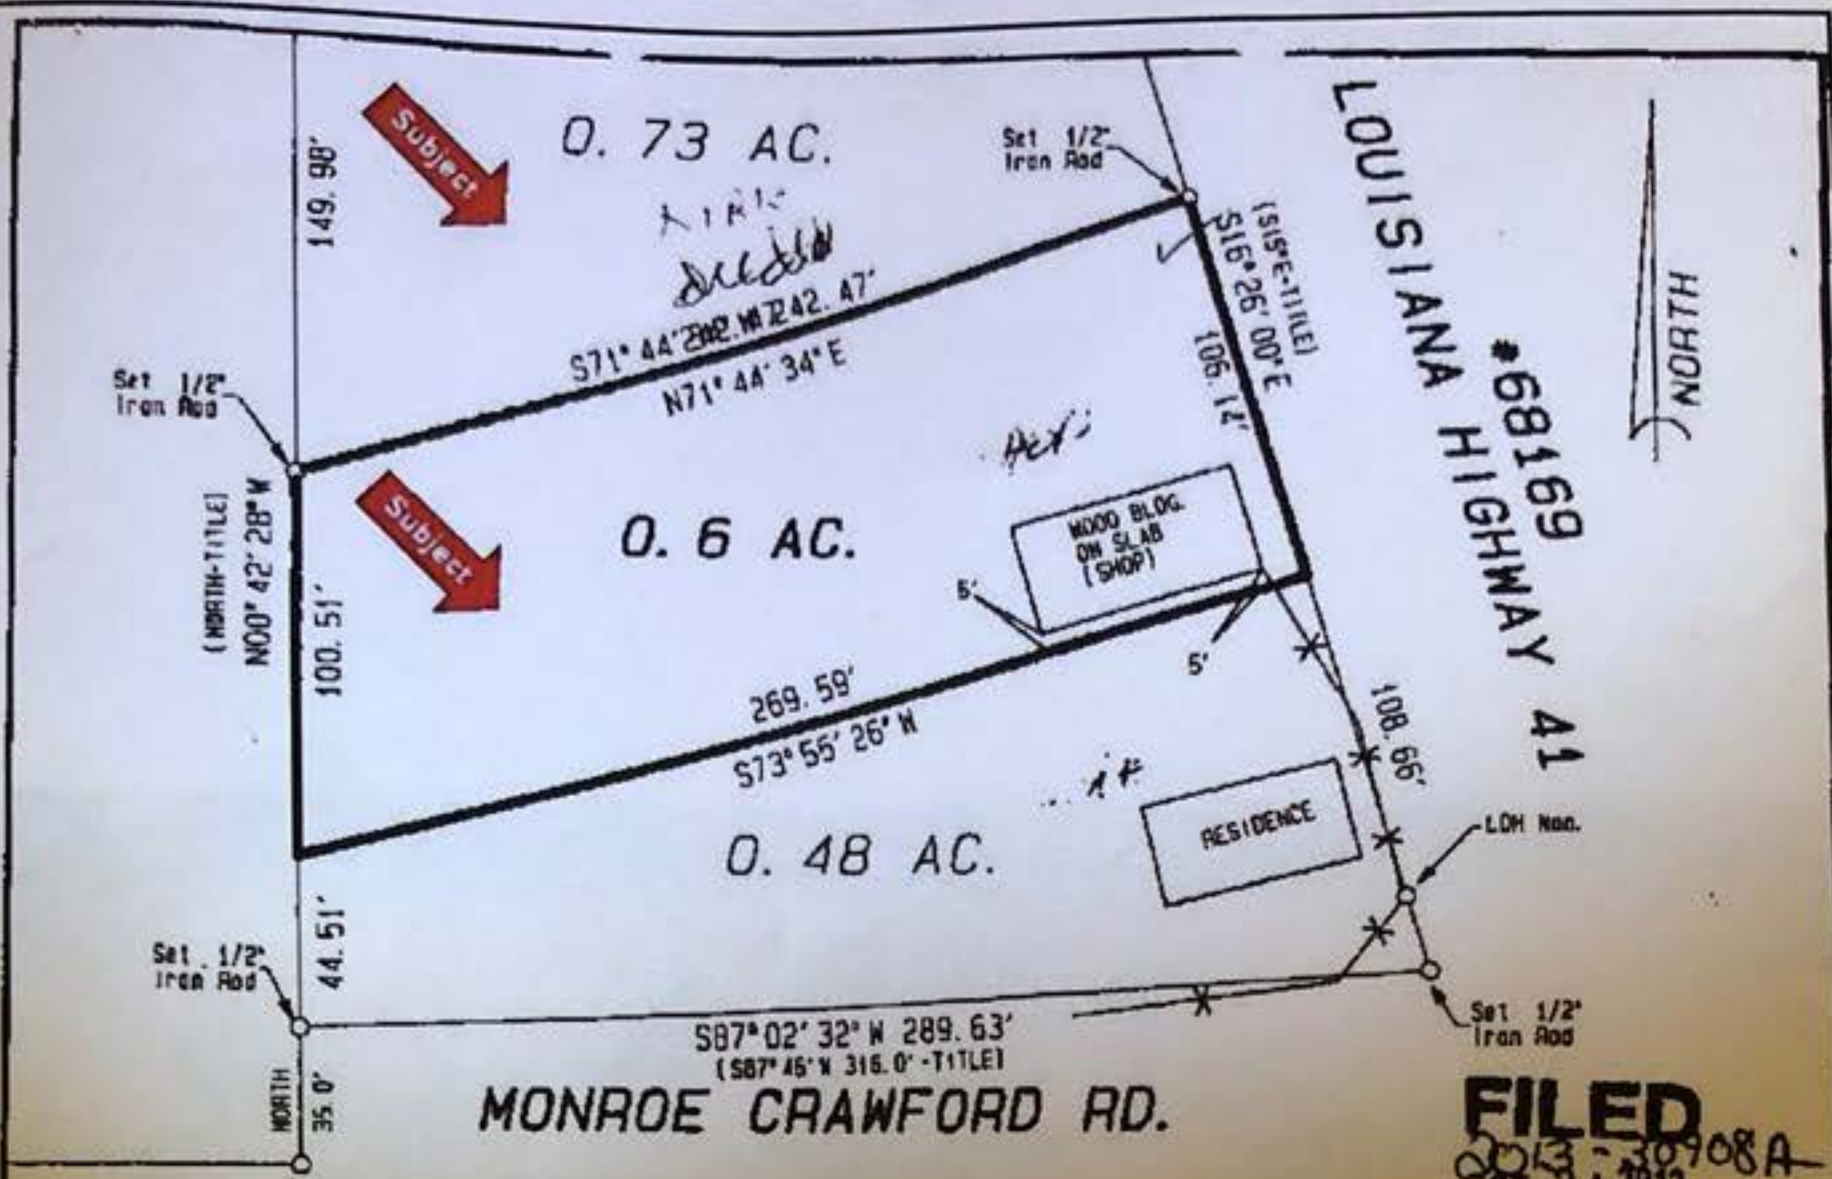 149.98'
Subject
0.73 AC.
Set 1/2"
Iron Rod
(S15°E-TITLE)
S16°26'00"E
106.12'
LOUISIANA HIGHWAY 41
#68169
NORTH
242.47'
N71°44'34"E
Set 1/2"
Iron Rod
(NORTH-TITLE)
N00°42'28"W
100.51'
Subject
0.6 AC.
WOOD BLDG.
ON SLAB
(SHOP)
5'
5'
269.59'
S73°55'26"W
108.66'
RESIDENCE
0.48 AC.
LDH Mon.
44.51'
Set 1/2"
Iron Rod
S87°02'32"W 289.63'
(S87°45'W 316.0'-TITLE)
Set 1/2"
Iron Rod
NORTH
35.0'
MONROE CRAWFORD RD.
FILED
2013-30908A